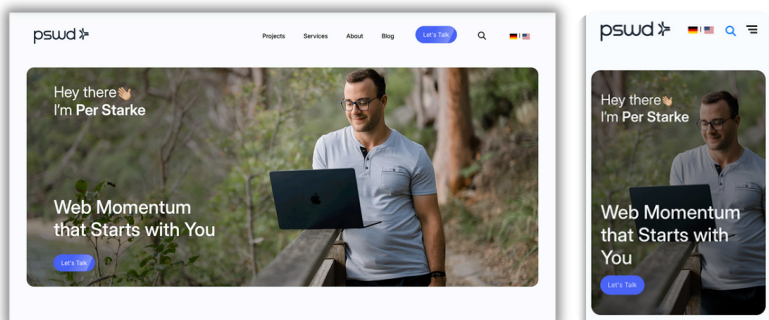 pswd
Projects
Services
About
Blog
Let's Talk
Hey there👋🏼
I'm Per Starke
Web Momentum
that Starts with You
Let's Talk
pswd
Hey there👋🏼
I'm Per Starke
Web Momentum
that Starts with
You
Let's Talk